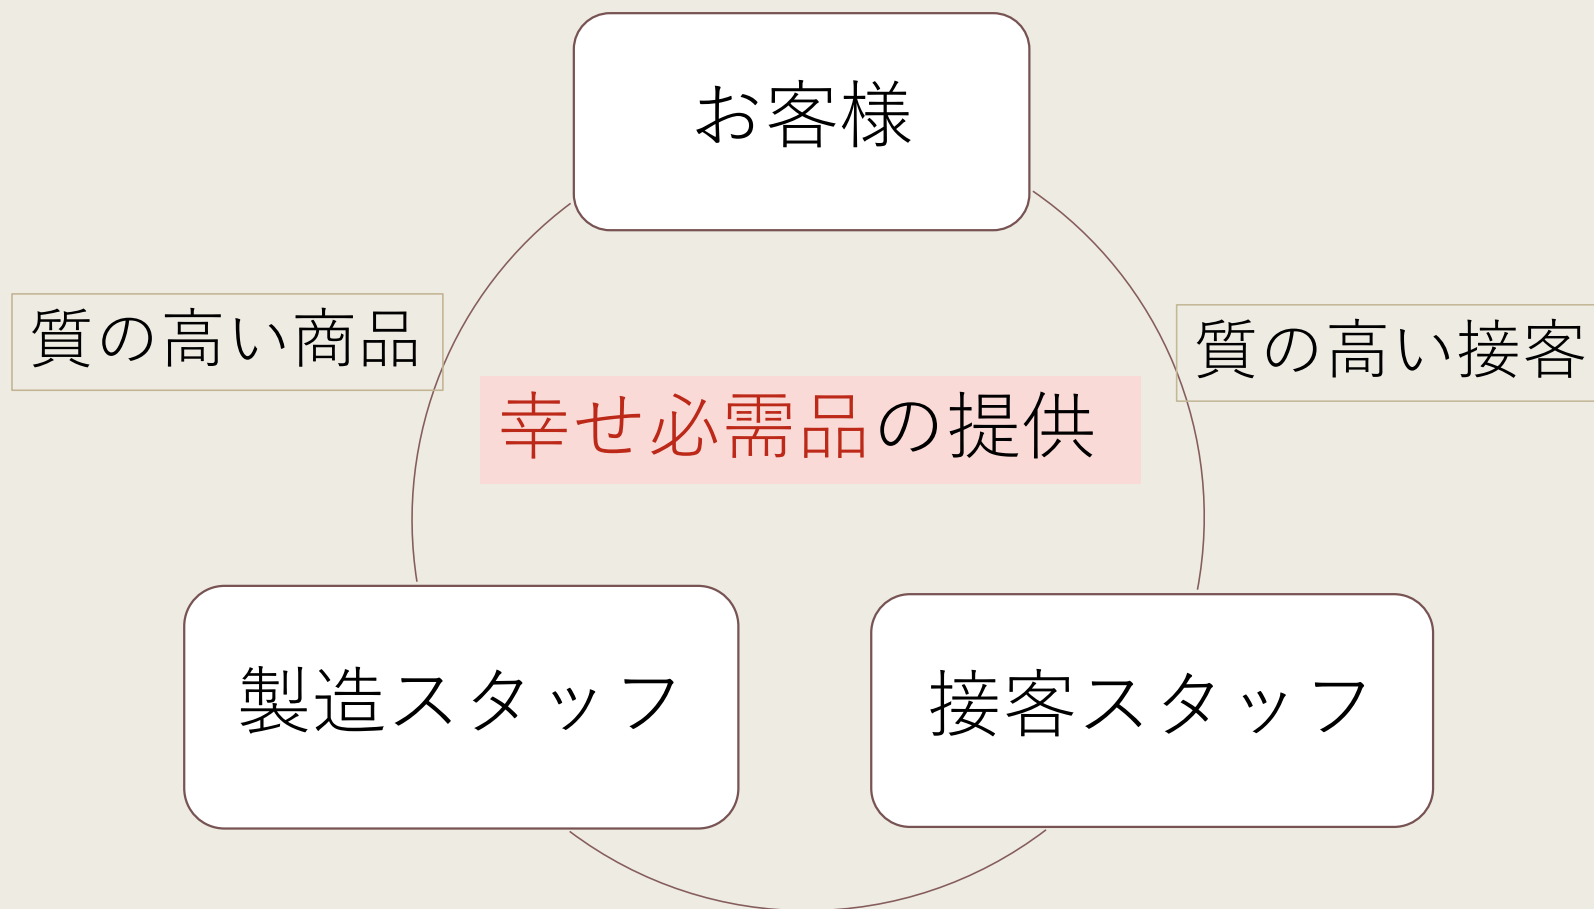 お客様
質の高い商品
質の高い接客
幸せ必需品の提供
製造スタッフ
接客スタッフ